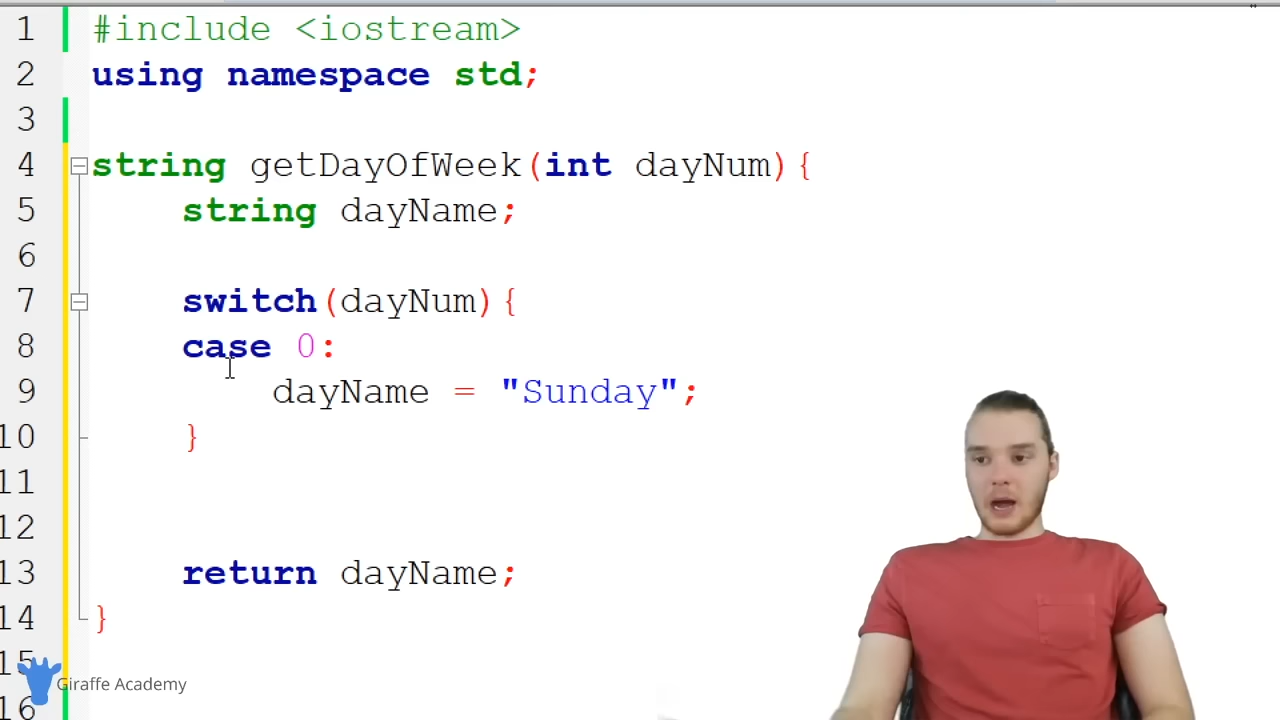 1 #include <iostream>
2 using namespace std;
3
4 string getDayOfWeek(int dayNum){
5 string dayName;
6
7 switch(dayNum){
8 case 0:
9 dayName = "Sunday";
10 }
11
12
13 return dayName;
14 }
15
Giraffe Academy
16